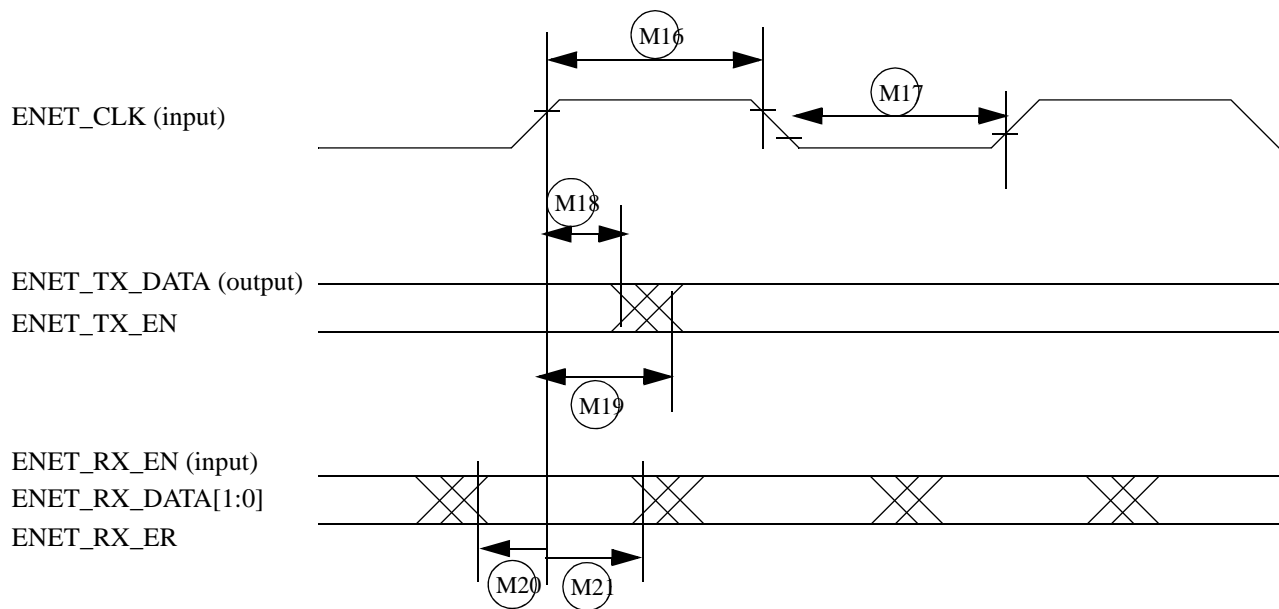 M16
M17
ENET_CLK (input)
M18
ENET_TX_DATA (output)
ENET_TX_EN
M19
ENET_RX_EN (input)
ENET_RX_DATA[1:0]
ENET_RX_ER
M20
M21